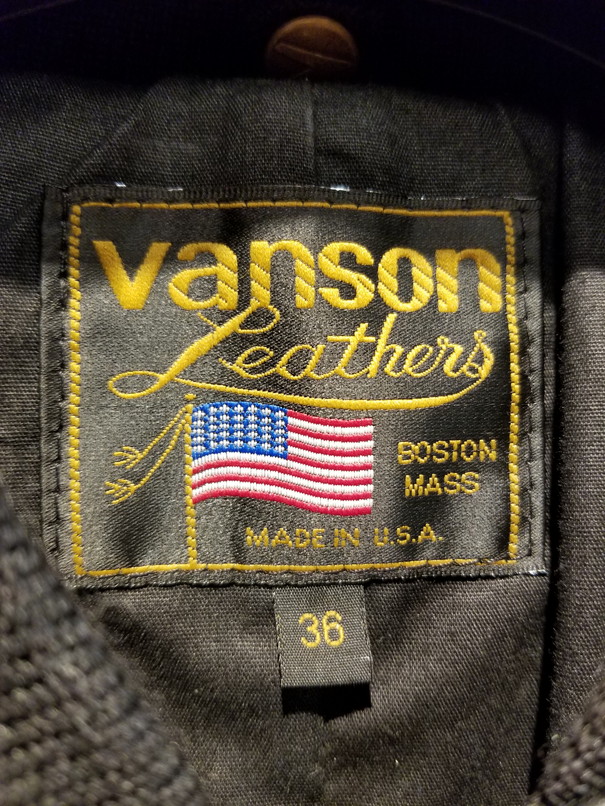 vanson
Leathers
BOSTON
MASS
MADE IN U.S.A.
36